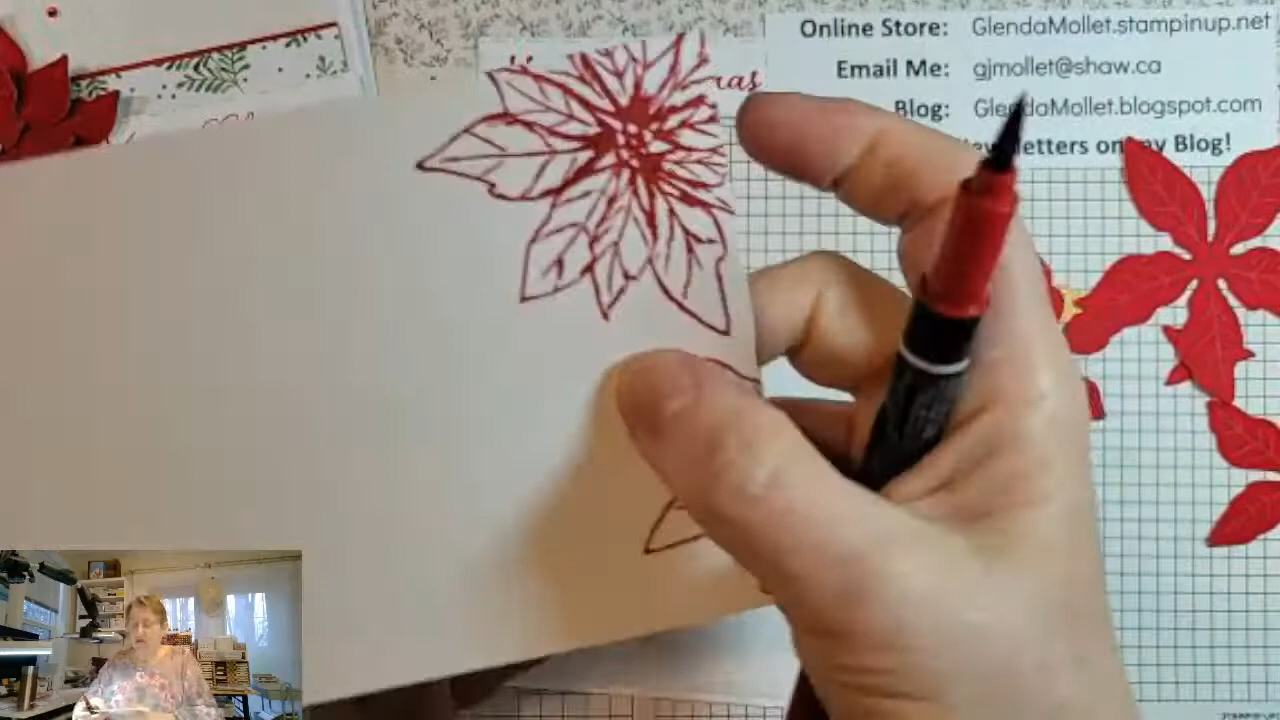 Online Store: GlendaMollet.stampinup.net
Email Me: gjmollet@shaw.ca
Blog: GlendaMollet.blogspot.com
letters on my Blog!